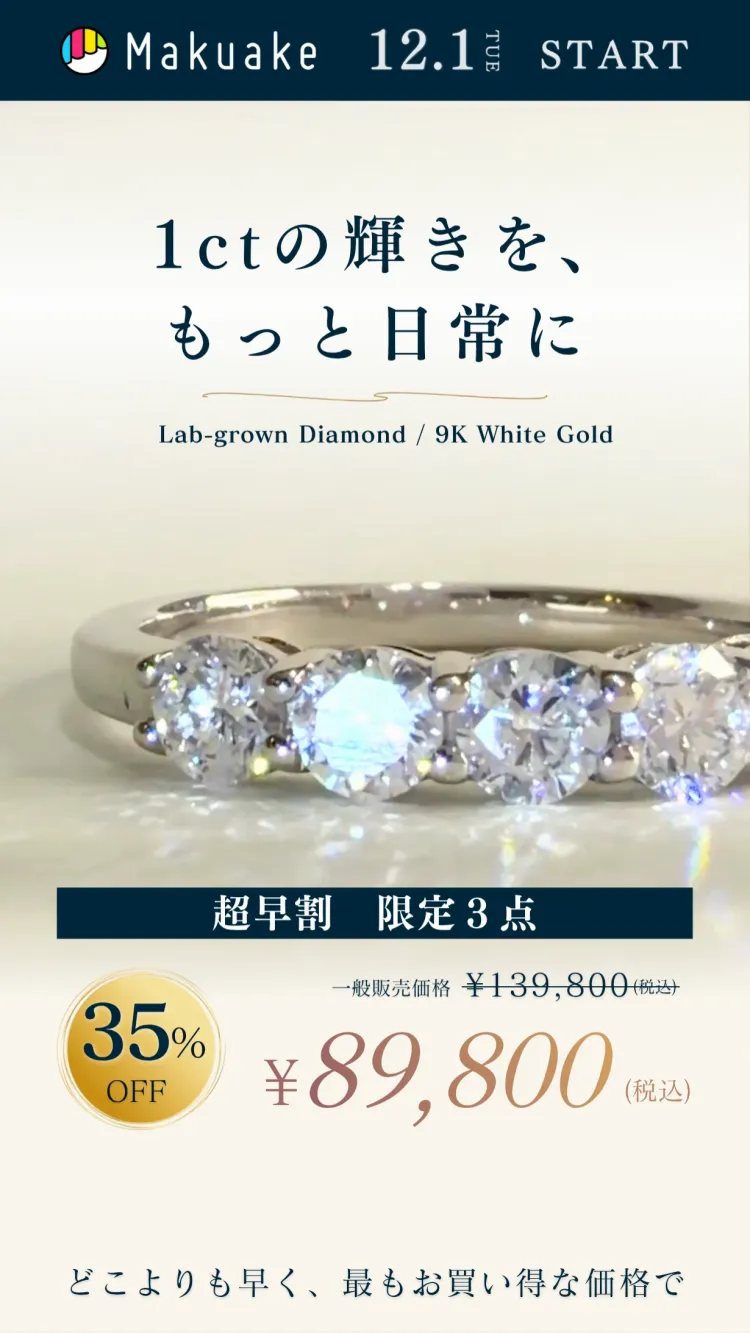 Makuake 12.1 TUE START
1ctの輝きを、
もっと日常に
Lab-grown Diamond / 9K White Gold
超早割 限定3点
一般販売価格 ¥139,800(税込)
35%
OFF
¥89,800(税込)
どこよりも早く、最もお買い得な価格で